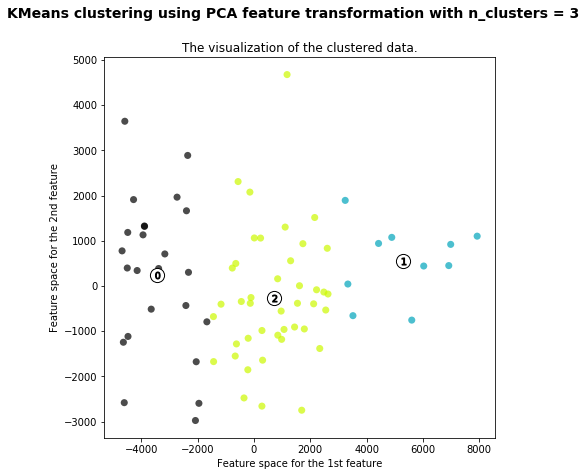 KMeans clustering using PCA feature transformation with n_clusters = 3
The visualization of the clustered data.
5000
4000
3000
2000
1000
0
−1000
−2000
−3000
Feature space for the 2nd feature
0
2
1
−4000 −2000 0 2000 4000 6000 8000
Feature space for the 1st feature